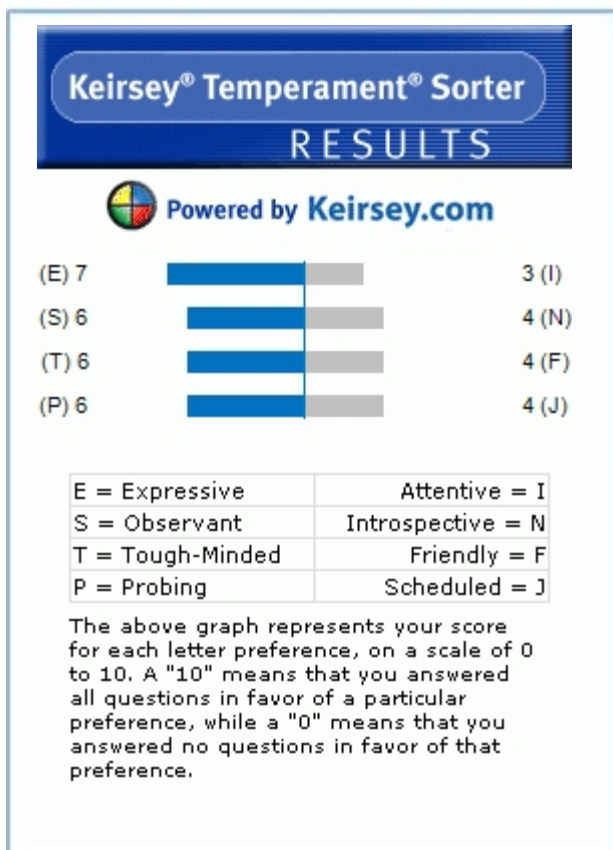 Keirsey® Temperament® Sorter
RESULTS
Powered by Keirsey.com
(E) 7 3 (I)
(S) 6 4 (N)
(T) 6 4 (F)
(P) 6 4 (J)
E = Expressive Attentive = I
S = Observant Introspective = N
T = Tough-Minded Friendly = F
P = Probing Scheduled = J
The above graph represents your score
for each letter preference, on a scale of 0
to 10. A "10" means that you answered
all questions in favor of a particular
preference, while a "0" means that you
answered no questions in favor of that
preference.